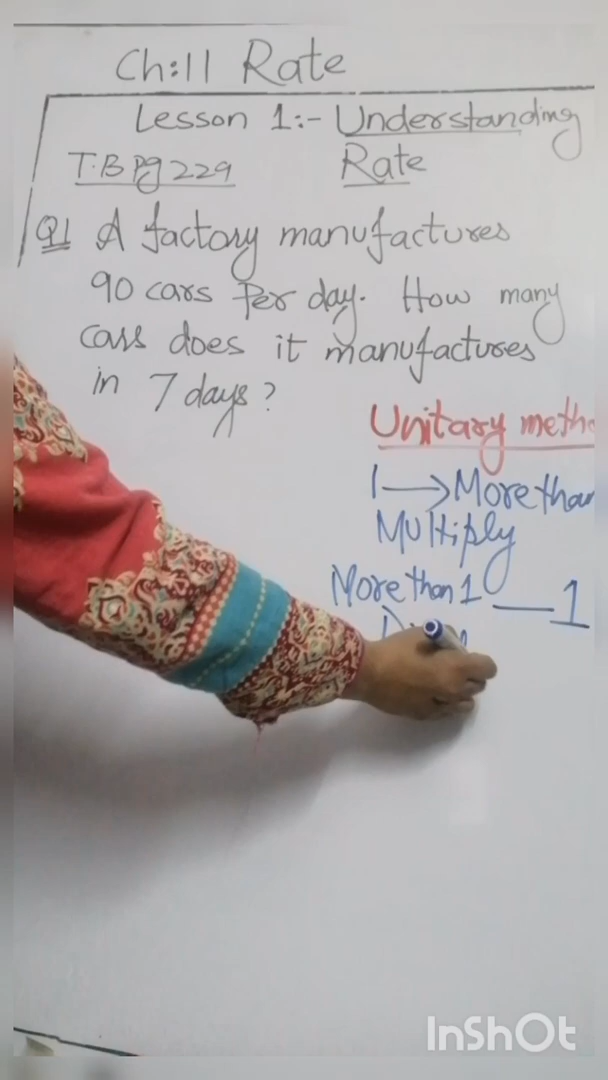 Ch:11 Rate
Lesson 1:- Understanding
T.B Pg 229 Rate
Q1 A factory manufactures
90 cars Per day. How many
cars does it manufactures
in 7 days?
Unitary meth
1 → More than
Multiply
More than 1 — 1
InShOt